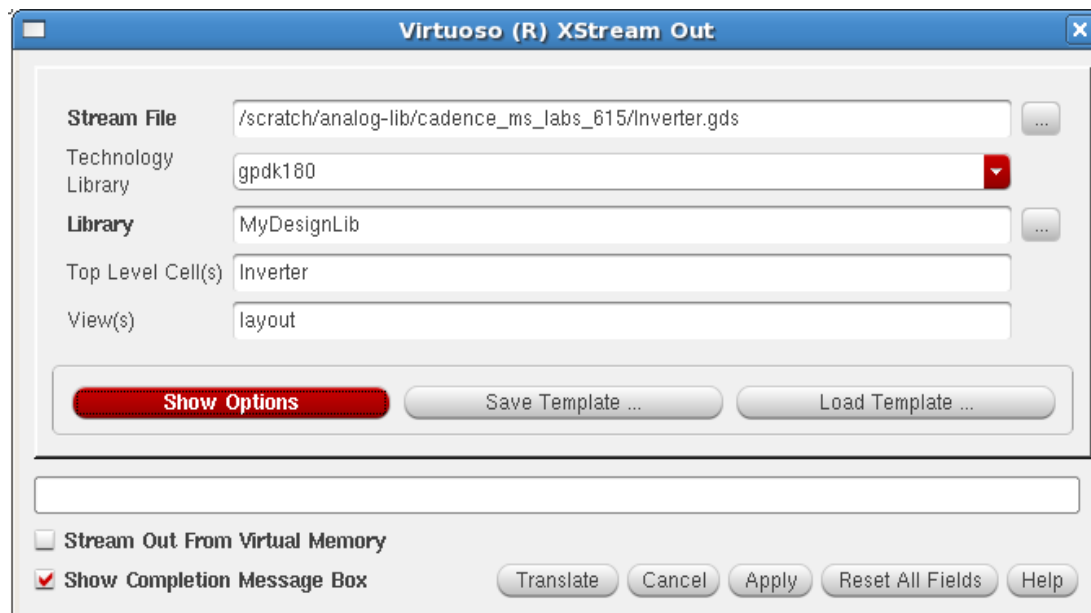 Virtuoso (R) XStream Out
Stream File /scratch/analog-lib/cadence_ms_labs_615/Inverter.gds ...
Technology
Library gpdk180
Library MyDesignLib ...
Top Level Cell(s) Inverter
View(s) layout
Show Options Save Template ... Load Template ...
Stream Out From Virtual Memory
Show Completion Message Box Translate Cancel Apply Reset All Fields Help